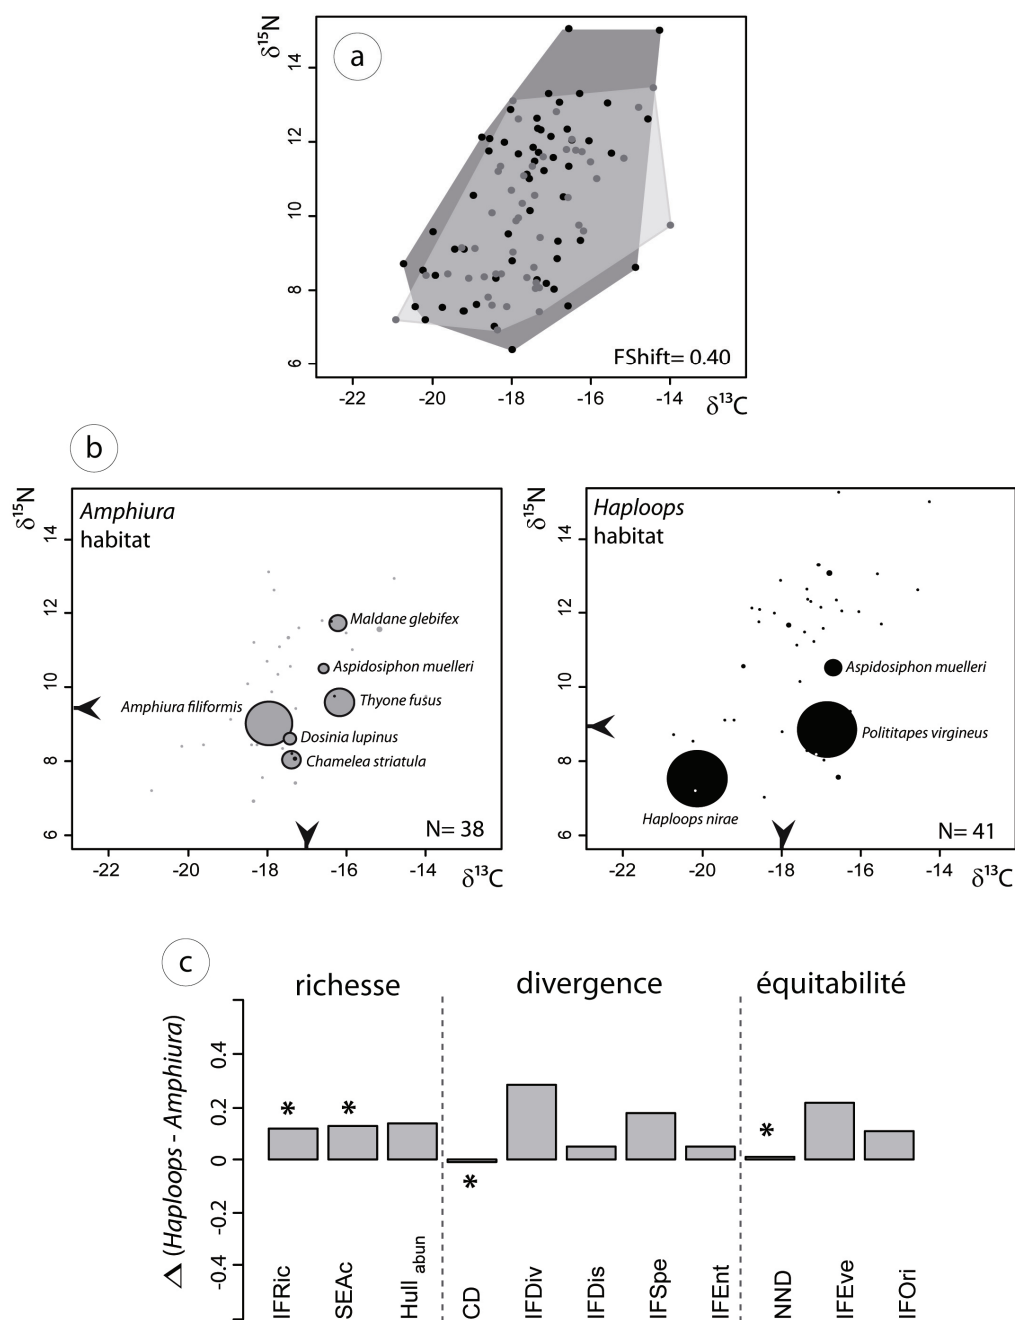 a
δ¹⁵N
14
12
10
8
6
FShift= 0.40
-22 -20 -18 -16 -14
δ¹³C
b
δ¹⁵N
14
12
10
8
6
Amphiura
habitat
Maldane glebifex
Aspidosiphon muelleri
Thyone fusus
Amphiura filiformis
Dosinia lupinus
Chamelea striatula
N= 38
-22 -20 -18 -16 -14
δ¹³C
δ¹⁵N
14
12
10
8
6
Haploops
habitat
Aspidosiphon muelleri
Polititapes virgineus
Haploops nirae
N= 41
-22 -20 -18 -16 -14
δ¹³C
c
richesse divergence équitabilité
Δ (Haploops - Amphiura)
0.4
0.2
0
-0.2
-0.4
* * * *
IFRic
SEAc
Hull abun
CD
IFDiv
IFDis
IFSpe
IFEnt
NND
IFEve
IFOri